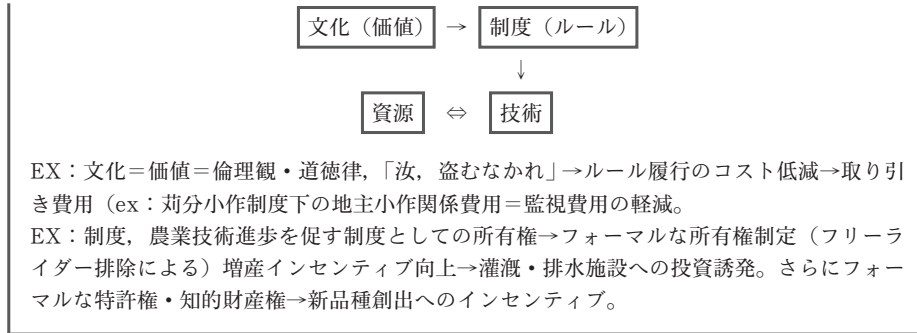 文化（価値） → 制度（ルール）
↓
資源 ⇔ 技術
EX：文化＝価値＝倫理観・道徳律，「汝，盗むなかれ」→ルール履行のコスト低減→取り引
き費用（ex：苅分小作制度下の地主小作関係費用＝監視費用の軽減。
EX：制度，農業技術進歩を促す制度としての所有権→フォーマルな所有権制定（フリーラ
イダー排除による）増産インセンティブ向上→灌漑・排水施設への投資誘発。さらにフォー
マルな特許権・知的財産権→新品種創出へのインセンティブ。